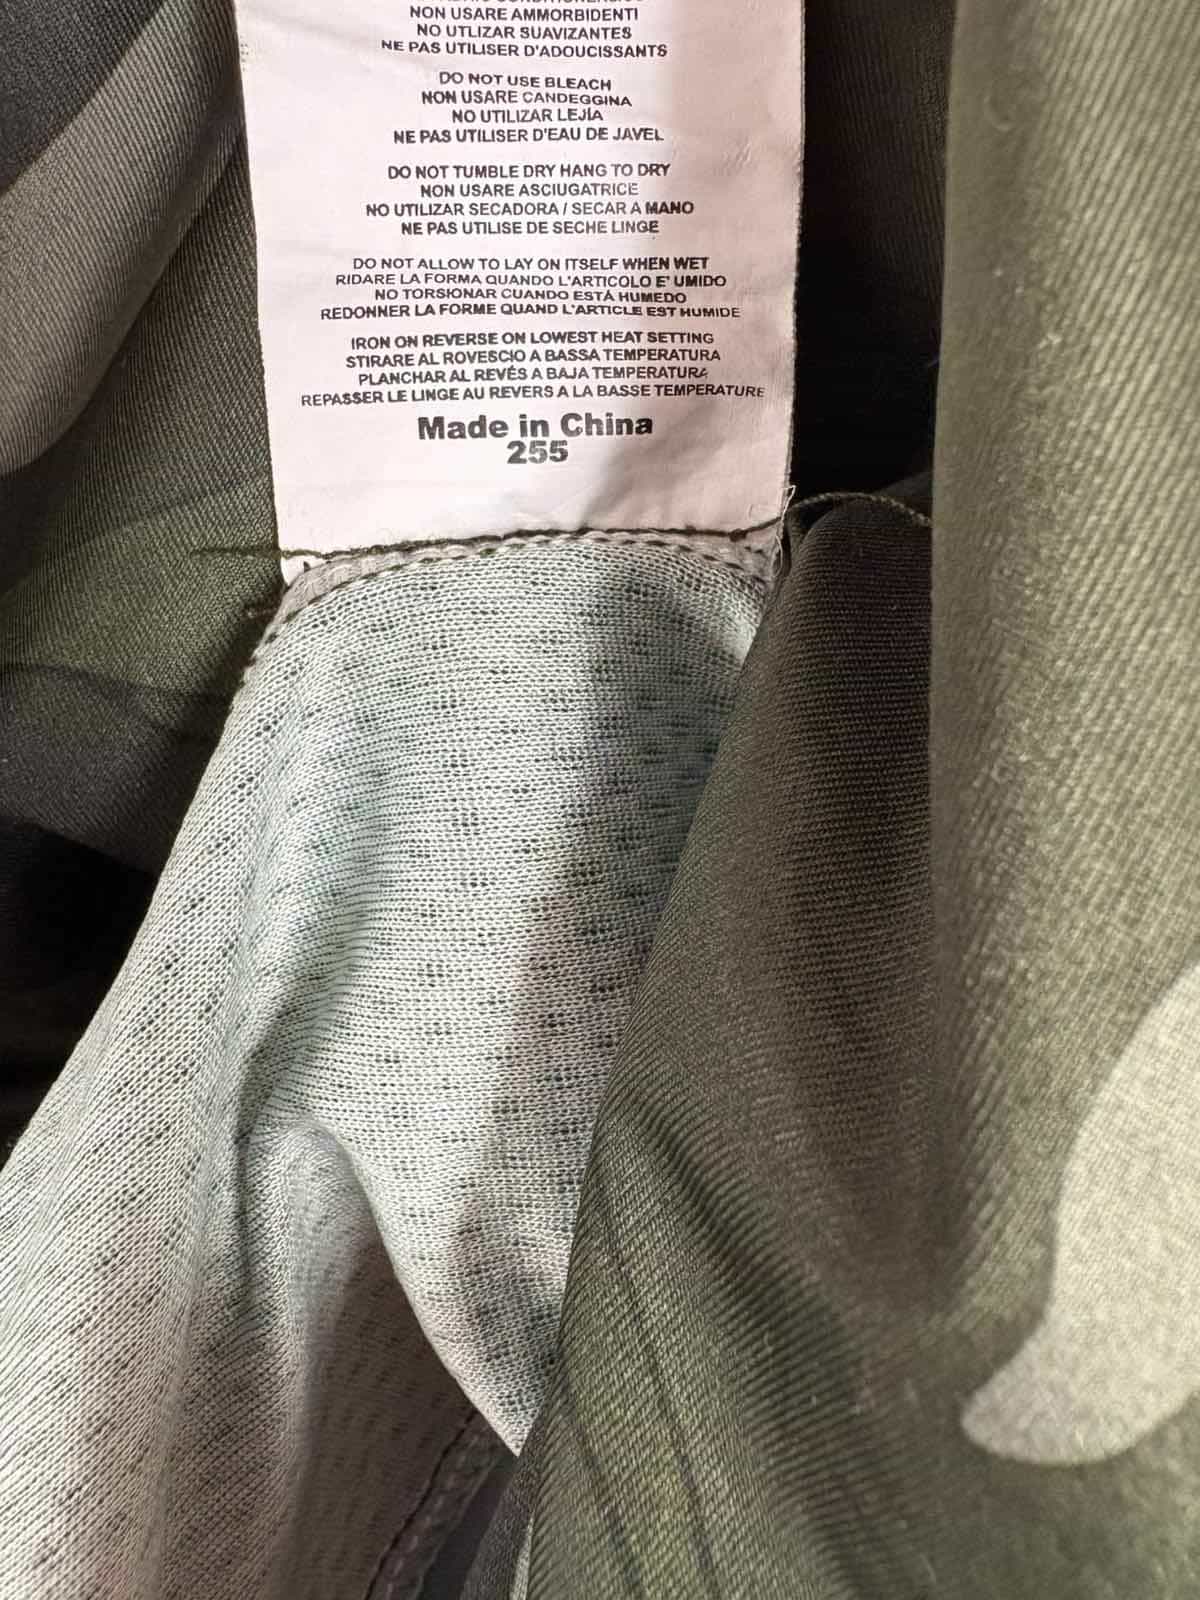 NON USARE AMMORBIDENTI
NO UTLIZAR SUAVIZANTES
NE PAS UTILISER D'ADOUCISSANTS
DO NOT USE BLEACH
NON USARE CANDEGGINA
NO UTILIZAR LEJÍA
NE PAS UTILISER D'EAU DE JAVEL
DO NOT TUMBLE DRY HANG TO DRY
NON USARE ASCIUGATRICE
NO UTILIZAR SECADORA / SECAR A MANO
NE PAS UTILISE DE SECHE LINGE
DO NOT ALLOW TO LAY ON ITSELF WHEN WET
RIDARE LA FORMA QUANDO L'ARTICOLO E' UMIDO
NO TORSIONAR CUANDO ESTÁ HUMEDO
REDONNER LA FORME QUAND L'ARTICLE EST HUMIDE
IRON ON REVERSE ON LOWEST HEAT SETTING
STIRARE AL ROVESCIO A BASSA TEMPERATURA
PLANCHAR AL REVÉS A BAJA TEMPERATURA
REPASSER LE LINGE AU REVERS A LA BASSE TEMPERATURE
Made in China
255